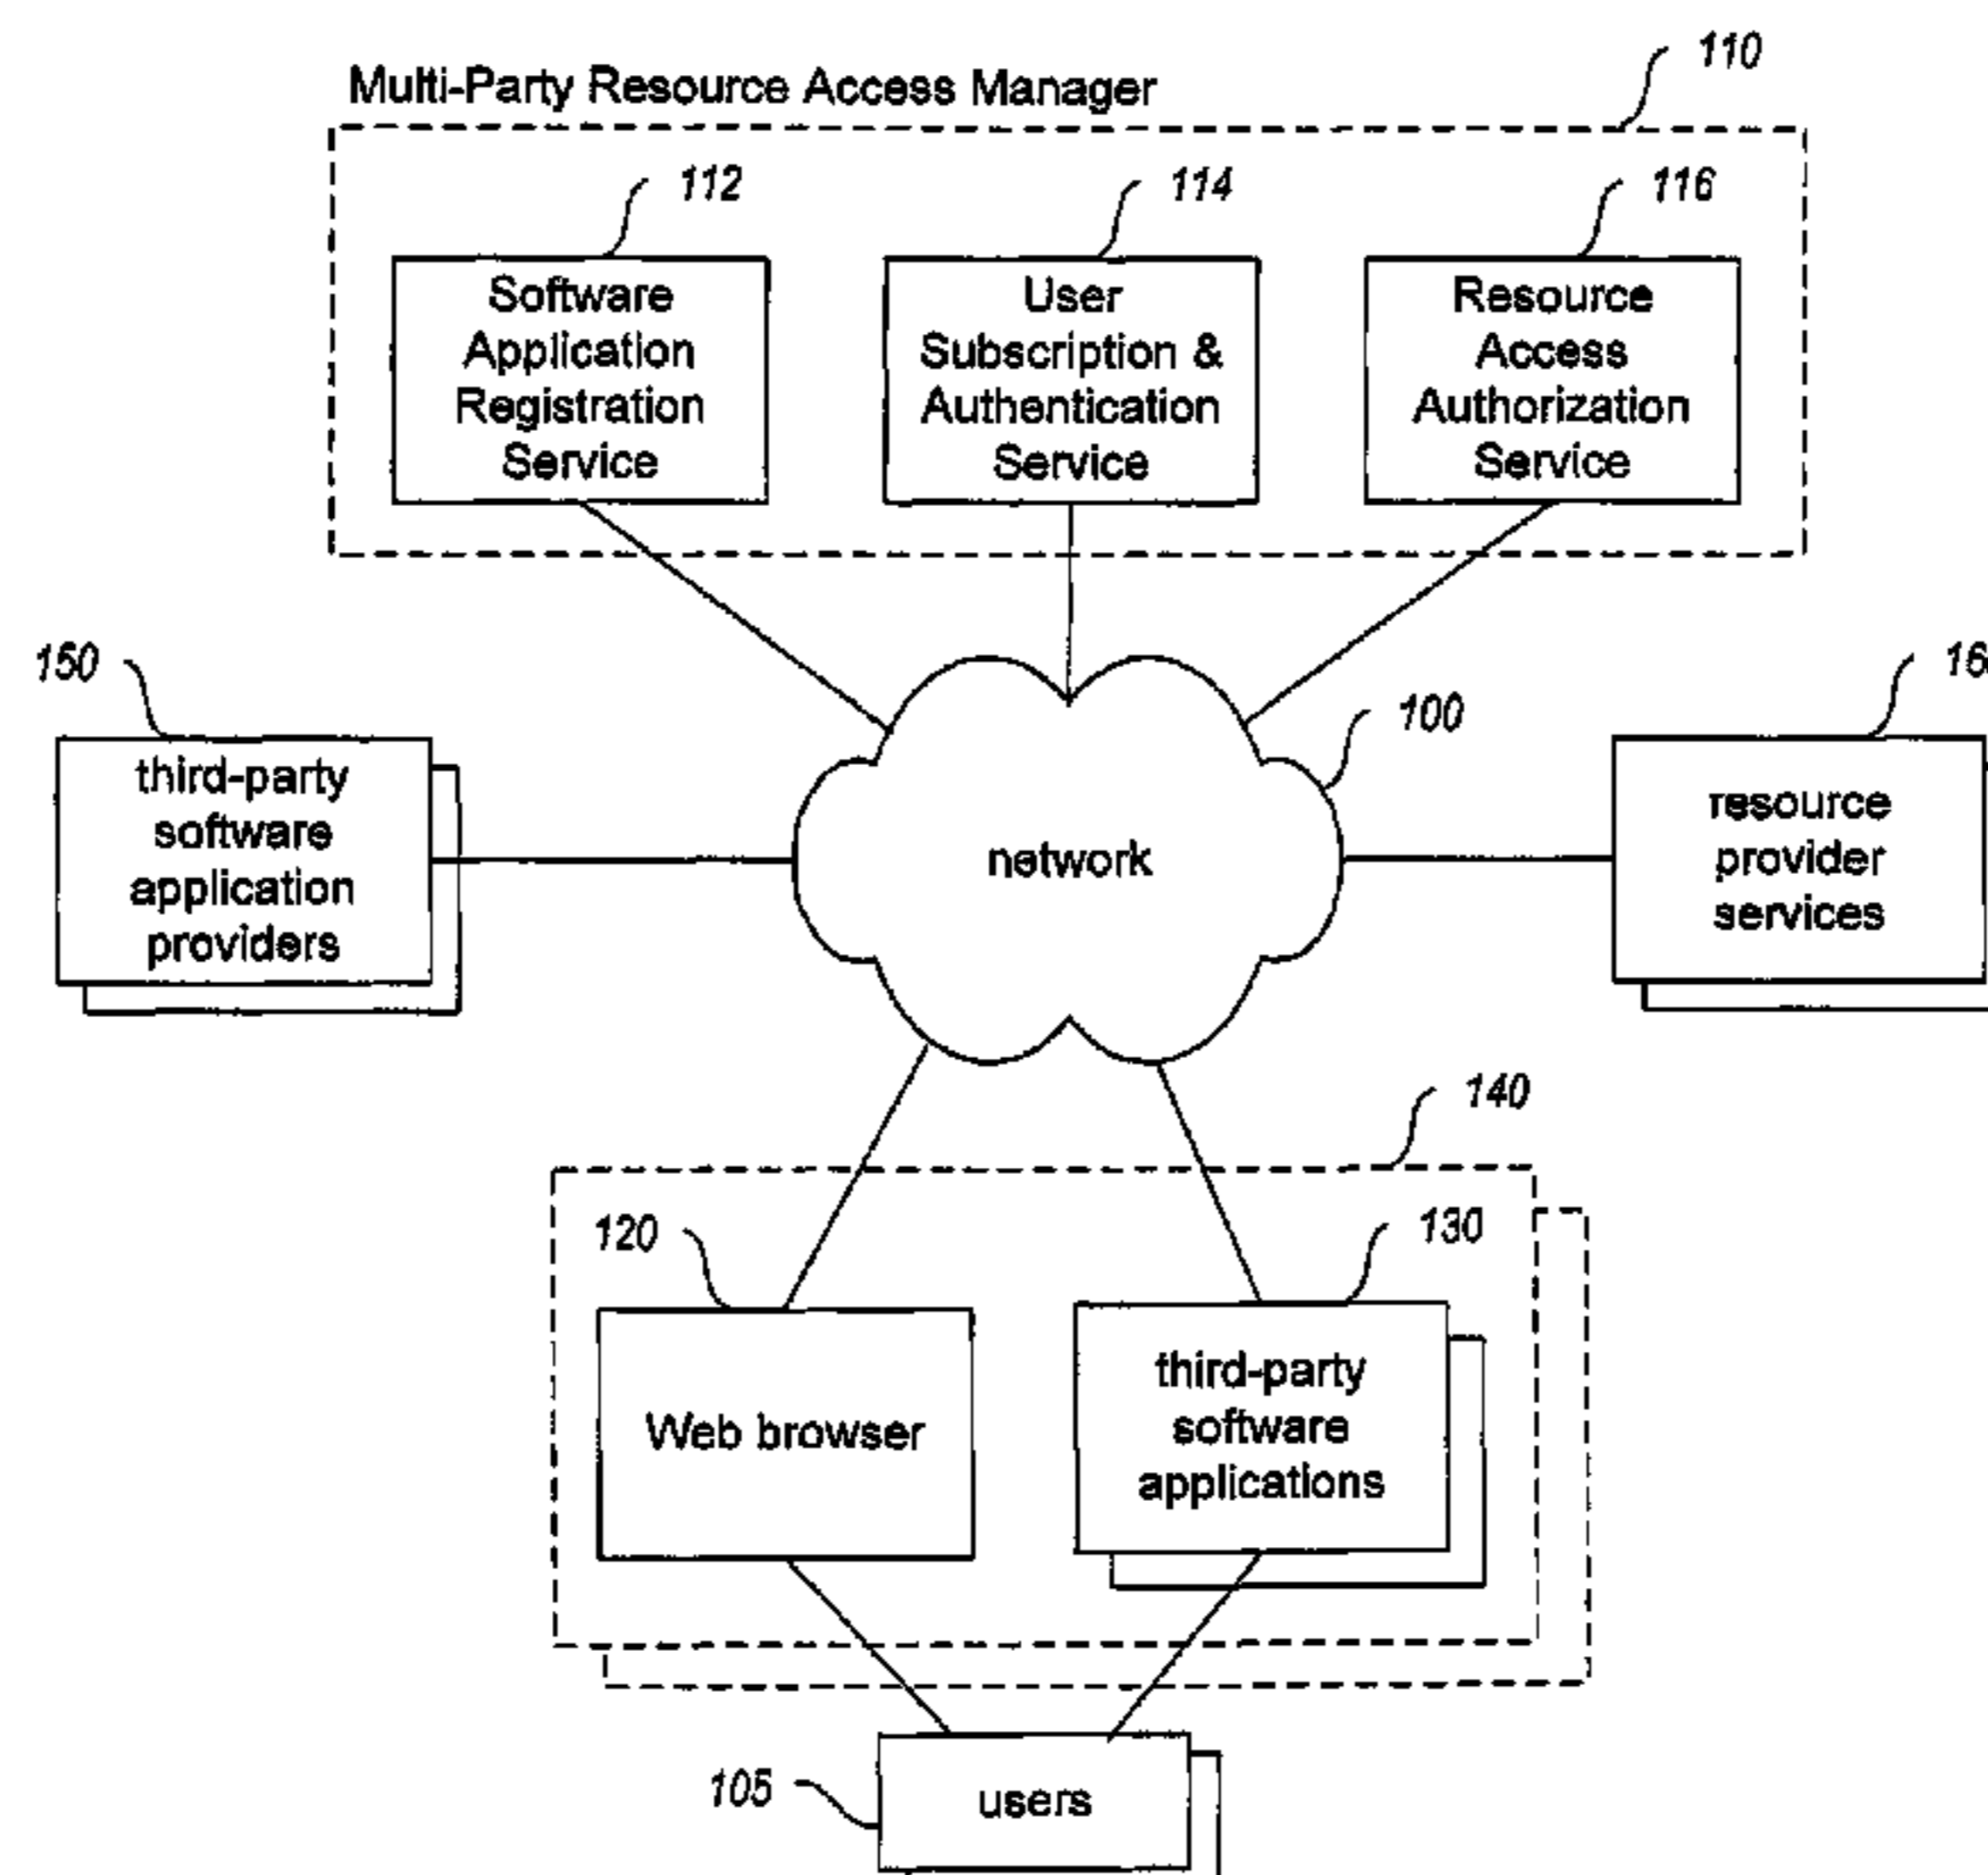 110
Multi-Party Resource Access Manager
112
114
116
Software
Application
Registration
Service
User
Subscription &
Authentication
Service
Resource
Access
Authorization
Service
150
third-party
software
application
providers
100
network
resource
provider
services
140
120
Web browser
130
third-party
software
applications
105
users